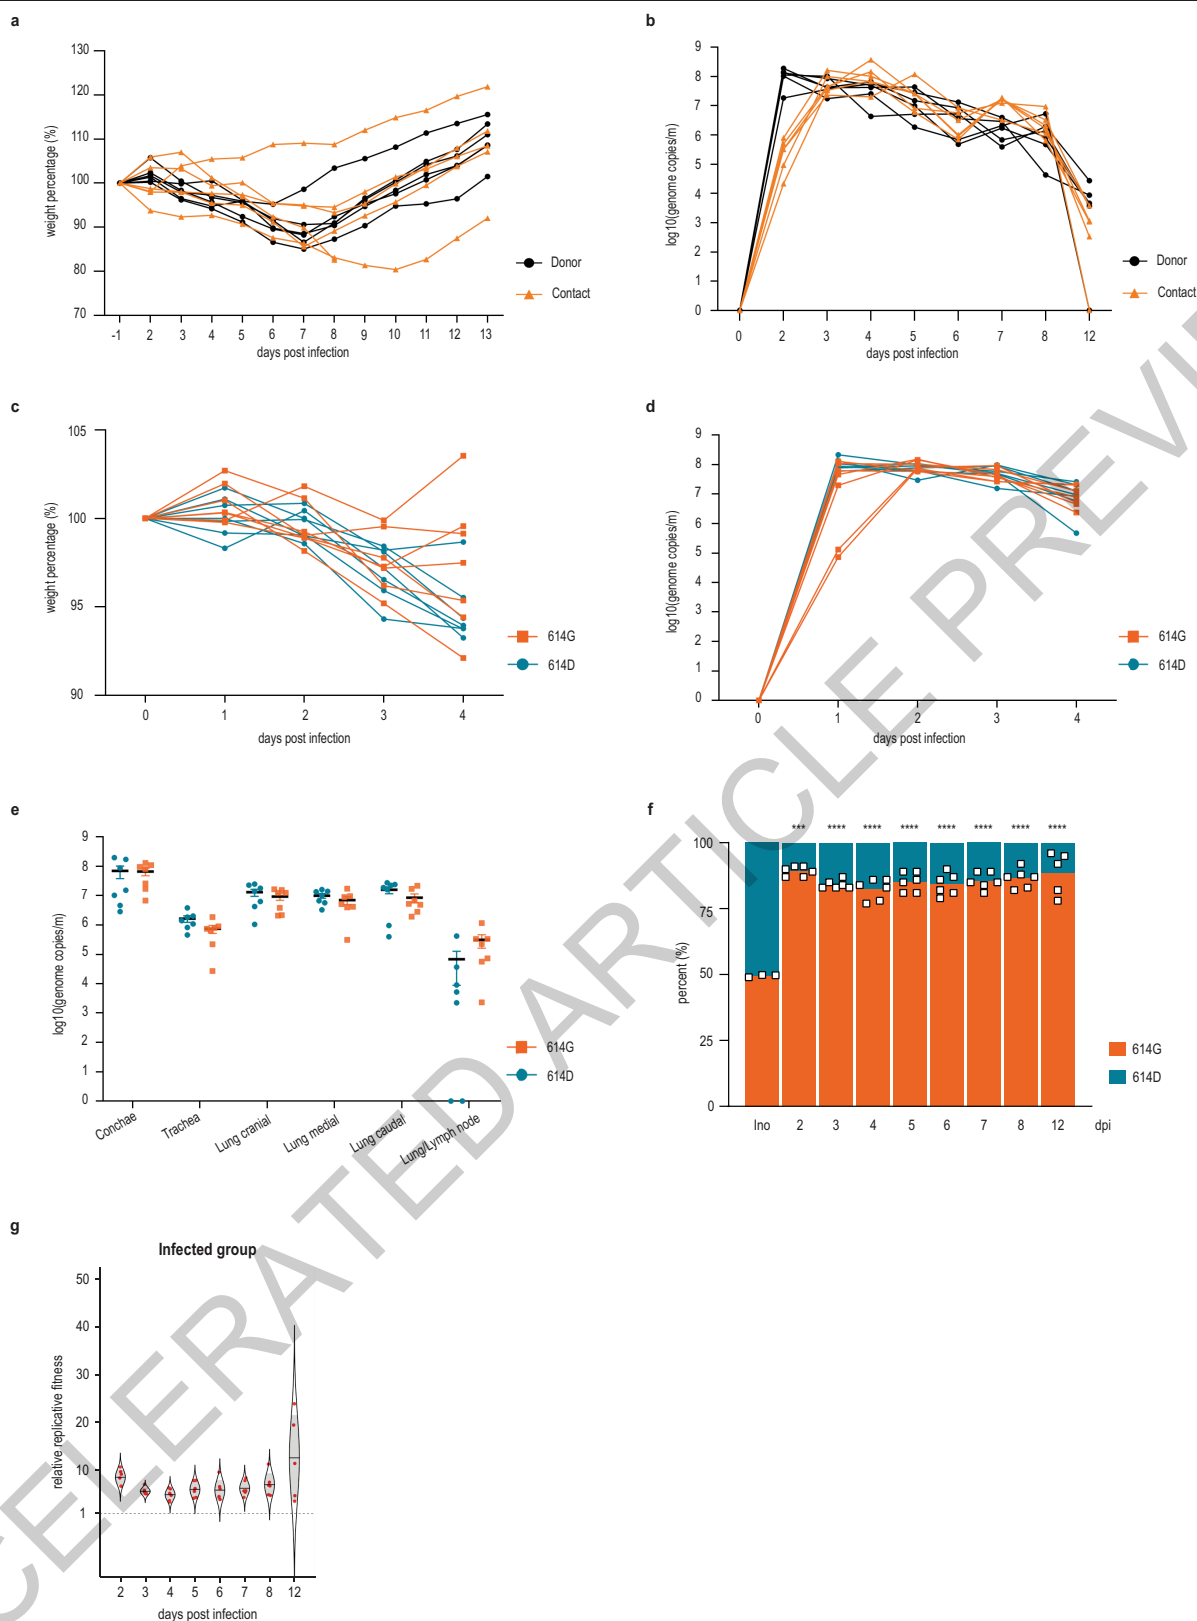 a
130
120
110
100
90
80
70
weight percentage (%)
-1 2 3 4 5 6 7 8 9 10 11 12 13
days post infection
Donor
Contact
b
9
8
7
6
5
4
3
2
1
0
log10(genome copies/m)
0 2 3 4 5 6 7 8 12
days post infection
Donor
Contact
c
105
100
95
90
weight percentage (%)
0 1 2 3 4
days post infection
614G
614D
d
9
8
7
6
5
4
3
2
1
0
log10(genome copies/m)
0 1 2 3 4
days post infection
614G
614D
e
9
8
7
6
5
4
3
2
1
0
log10(genome copies/m)
Conchae
Trachea
Lung cranial
Lung medial
Lung caudal
Lung/Lymph node
614G
614D
f
*** **** **** **** **** **** **** ****
100
75
50
25
0
percent (%)
Ino 2 3 4 5 6 7 8 12 dpi
614G
614D
g
Infected group
50
40
30
20
10
1
relative replicative fitness
2 3 4 5 6 7 8 12
days post infection
CELERATED ARTICLE PREVI